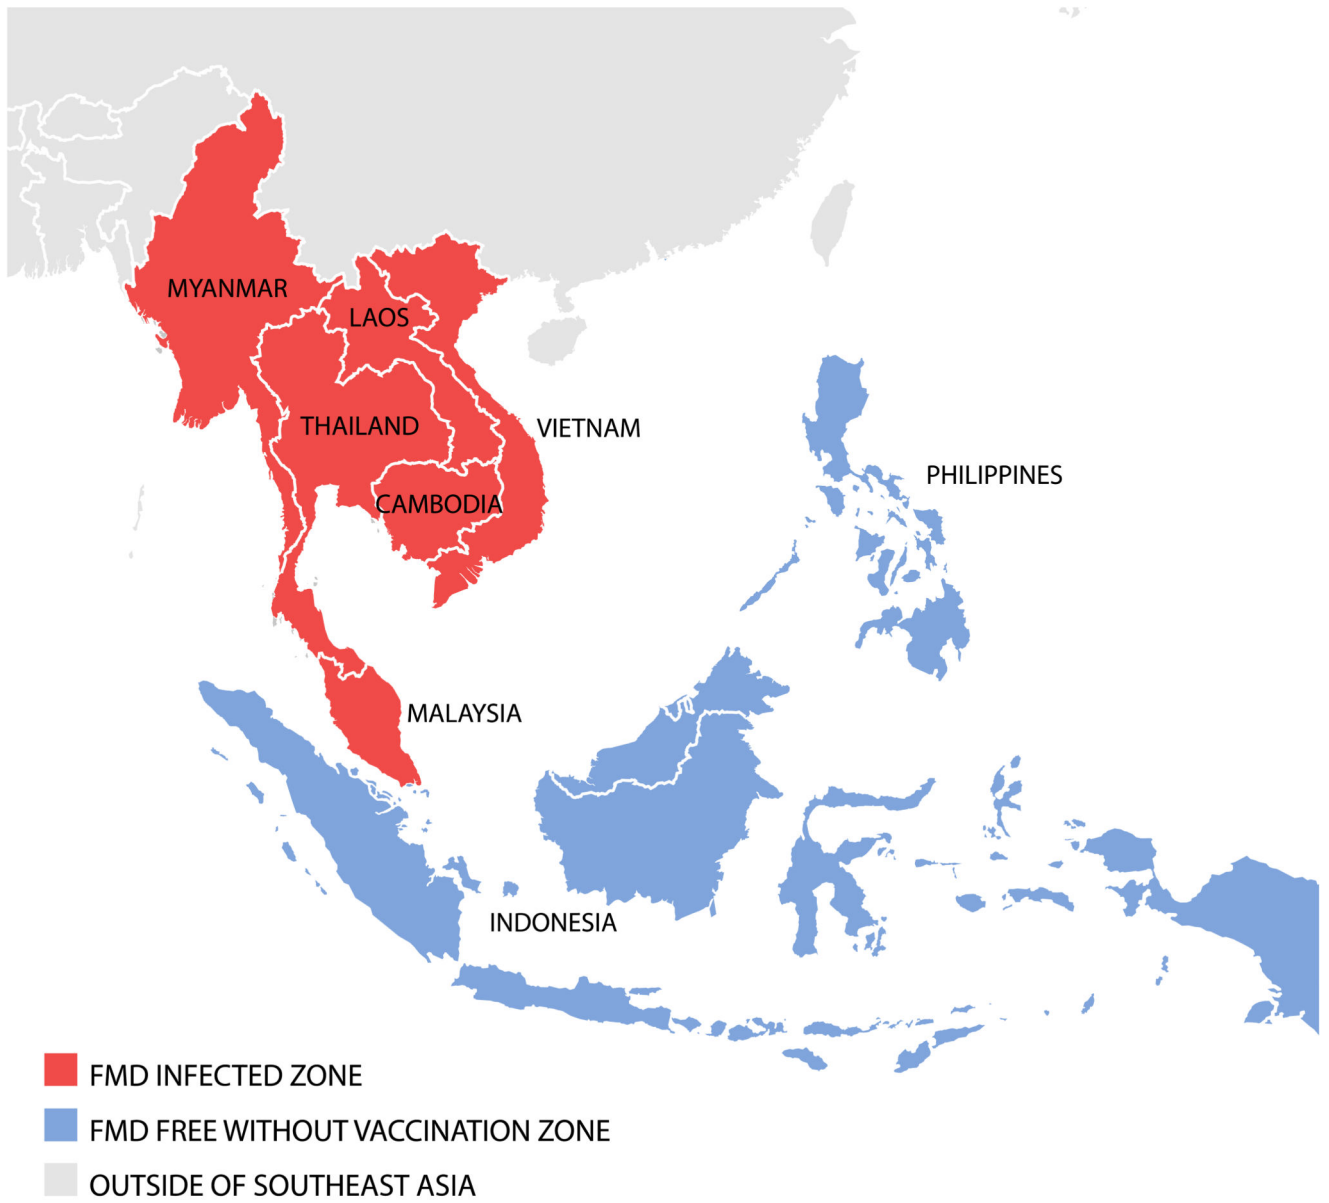 MYANMAR
LAOS
THAILAND
VIETNAM
PHILIPPINES
CAMBODIA
MALAYSIA
INDONESIA
FMD INFECTED ZONE
FMD FREE WITHOUT VACCINATION ZONE
OUTSIDE OF SOUTHEAST ASIA